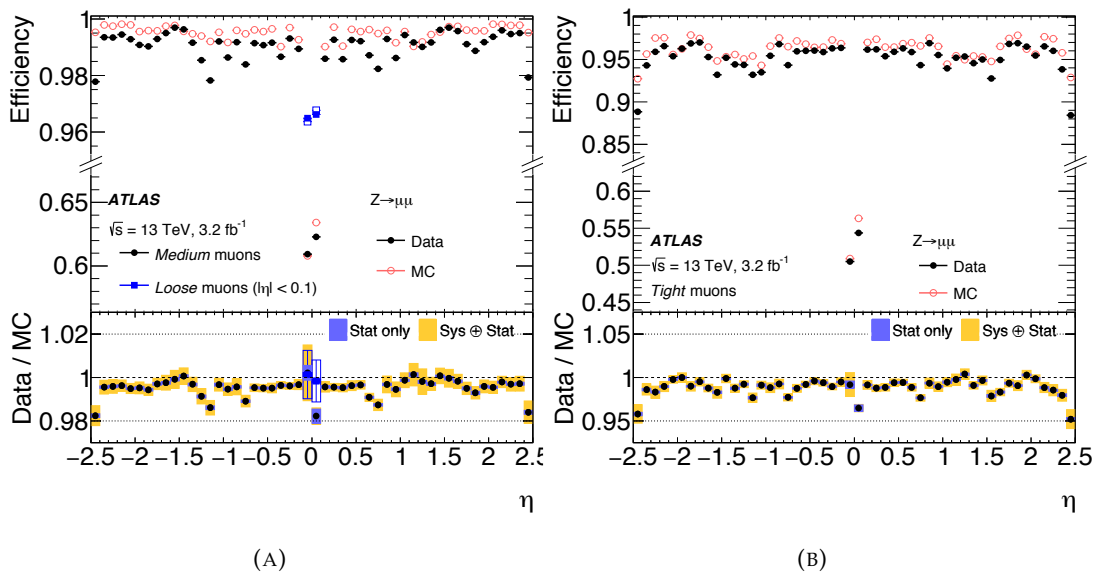 Efficiency
1
0.98
0.96
0.65
0.6
ATLAS
Z→μμ
√s = 13 TeV, 3.2 fb-1
Medium muons
Data
Loose muons (|η| < 0.1)
MC
Data / MC
1.02
1
0.98
Stat only
Sys ⊕ Stat
-2.5 -2 -1.5 -1 -0.5 0 0.5 1 1.5 2 2.5
η
(A)
Efficiency
1
0.95
0.9
0.85
0.6
0.55
0.5
0.45
ATLAS
Z→μμ
√s = 13 TeV, 3.2 fb-1
Data
Tight muons
MC
Data / MC
1.05
1
0.95
Stat only
Sys ⊕ Stat
-2.5 -2 -1.5 -1 -0.5 0 0.5 1 1.5 2 2.5
η
(B)